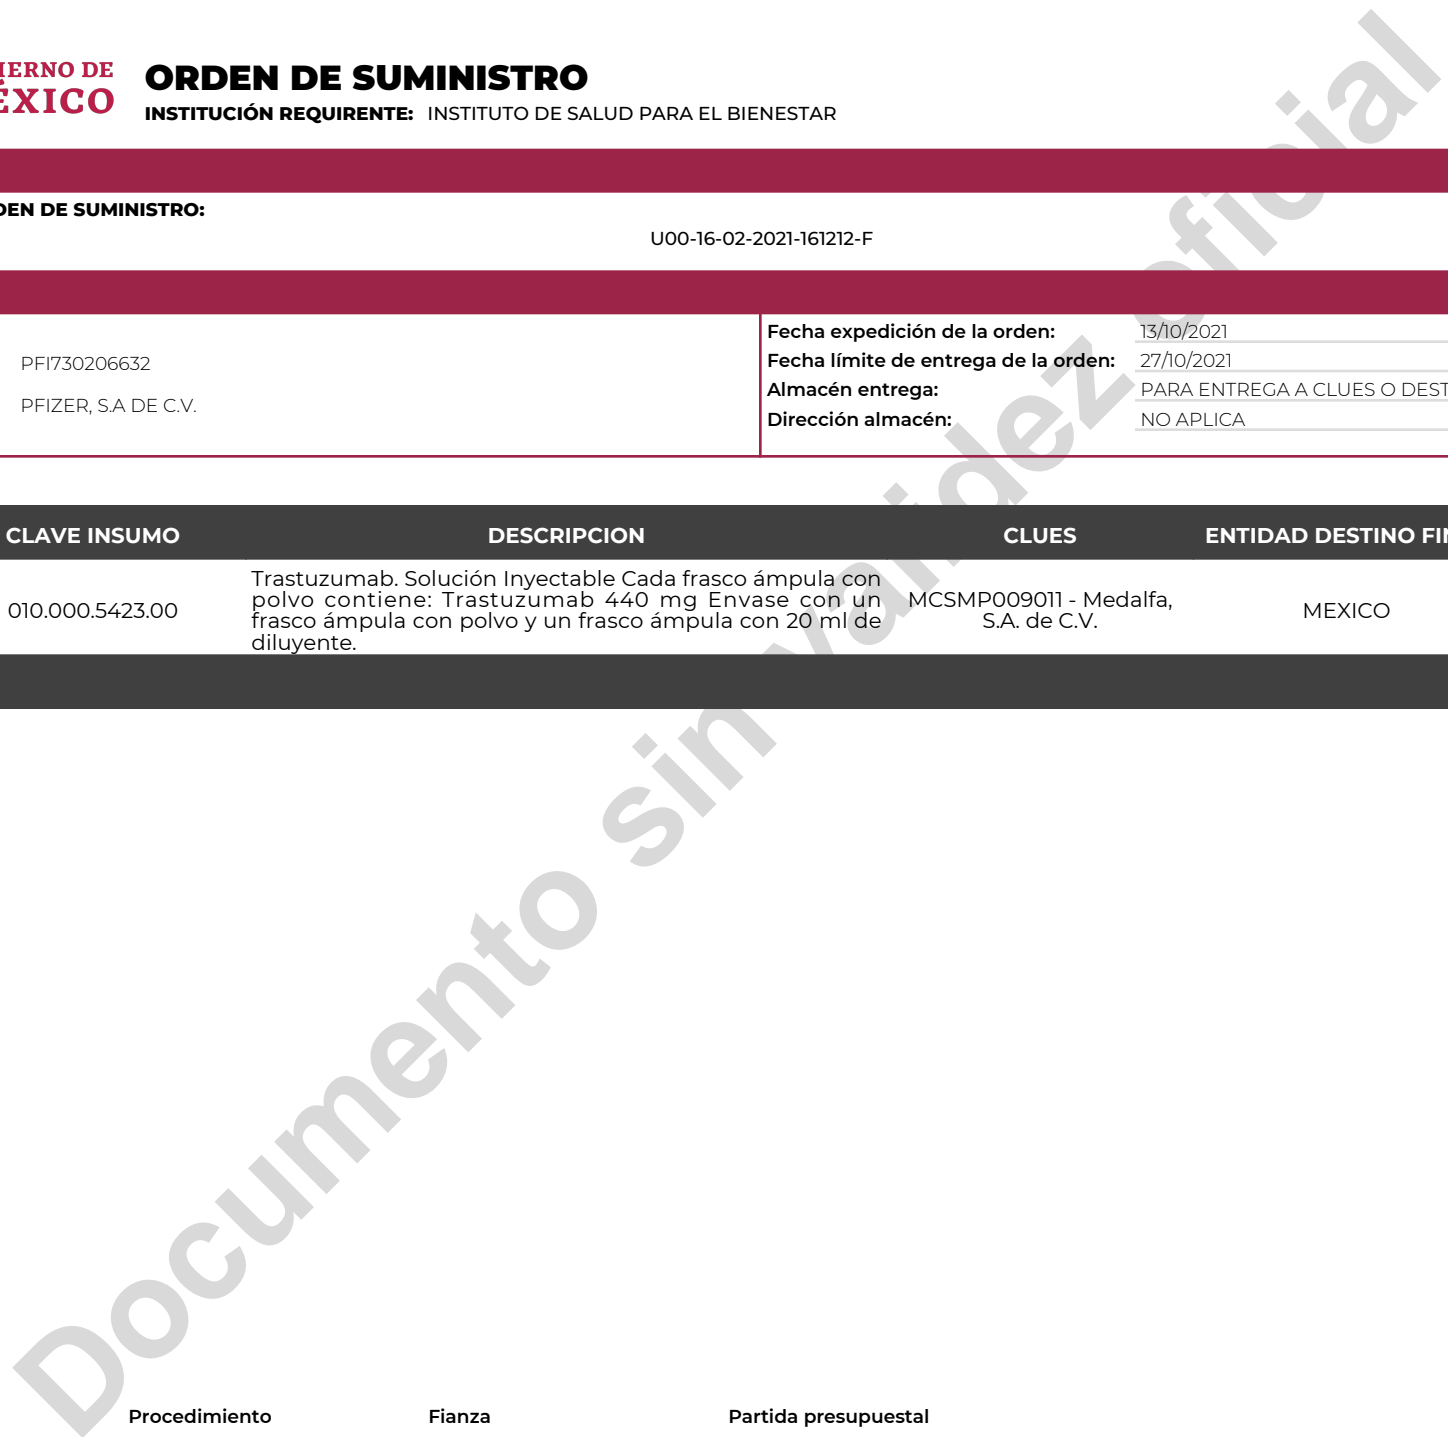 IERNO DE
ÉXICO
ORDEN DE SUMINISTRO
INSTITUCIÓN REQUIRENTE: INSTITUTO DE SALUD PARA EL BIENESTAR
DEN DE SUMINISTRO:
U00-16-02-2021-161212-F
PFI730206632
PFIZER, S.A DE C.V.
Fecha expedición de la orden: 13/10/2021
Fecha límite de entrega de la orden: 27/10/2021
Almacén entrega: PARA ENTREGA A CLUES O DEST
Dirección almacén: NO APLICA
CLAVE INSUMO DESCRIPCION CLUES ENTIDAD DESTINO FIN
010.000.5423.00
Trastuzumab. Solución Inyectable Cada frasco ámpula con
polvo contiene: Trastuzumab 440 mg Envase con un
frasco ámpula con polvo y un frasco ámpula con 20 ml de
diluyente.
MCSMP009011 - Medalfa,
S.A. de C.V.
MEXICO
Documento sin validez oficial
Procedimiento Fianza Partida presupuestal